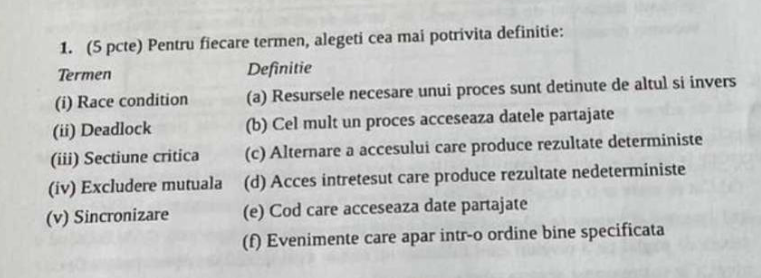 1. (5 pcte) Pentru fiecare termen, alegeti cea mai potrivita definitie:
Termen Definitie
(i) Race condition (a) Resursele necesare unui proces sunt detinute de altul si invers
(ii) Deadlock (b) Cel mult un proces acceseaza datele partajate
(iii) Sectiune critica (c) Alternare a accesului care produce rezultate deterministe
(iv) Excludere mutuala (d) Acces intretesut care produce rezultate nedeterministe
(v) Sincronizare (e) Cod care acceseaza date partajate
(f) Evenimente care apar intr-o ordine bine specificata